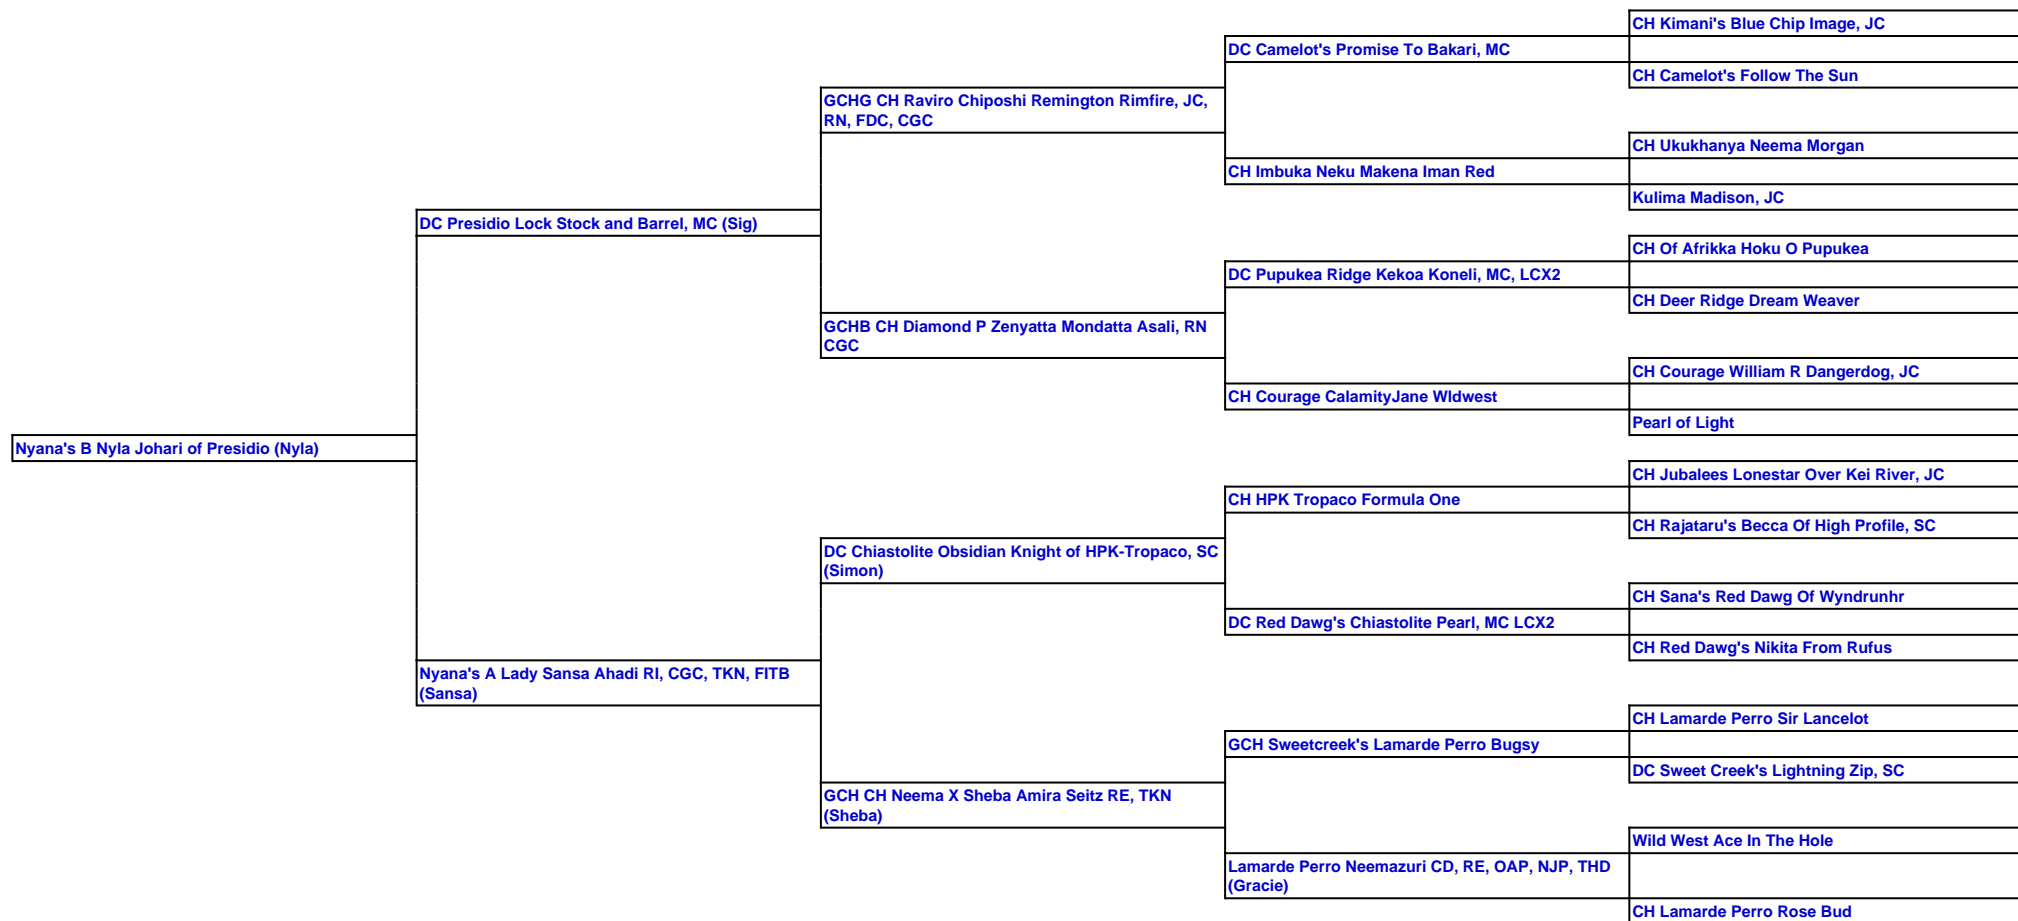 CH Kimani's Blue Chip Image, JC
DC Camelot's Promise To Bakari, MC
CH Camelot's Follow The Sun
GCHG CH Raviro Chiposhi Remington Rimfire, JC,
RN, FDC, CGC
CH Ukukhanya Neema Morgan
CH Imbuka Neku Makena Iman Red
Kulima Madison, JC
DC Presidio Lock Stock and Barrel, MC (Sig)
CH Of Afrikka Hoku O Pupukea
DC Pupukea Ridge Kekoa Koneli, MC, LCX2
CH Deer Ridge Dream Weaver
GCHB CH Diamond P Zenyatta Mondatta Asali, RN
CGC
CH Courage William R Dangerdog, JC
CH Courage CalamityJane Wldwest
Pearl of Light
Nyana's B Nyla Johari of Presidio (Nyla)
CH Jubalees Lonestar Over Kei River, JC
CH HPK Tropaco Formula One
CH Rajataru's Becca Of High Profile, SC
DC Chiastolite Obsidian Knight of HPK-Tropaco, SC
(Simon)
CH Sana's Red Dawg Of Wyndrunhr
DC Red Dawg's Chiastolite Pearl, MC LCX2
CH Red Dawg's Nikita From Rufus
Nyana's A Lady Sansa Ahadi RI, CGC, TKN, FITB
(Sansa)
CH Lamarde Perro Sir Lancelot
GCH Sweetcreek's Lamarde Perro Bugsy
DC Sweet Creek's Lightning Zip, SC
GCH CH Neema X Sheba Amira Seitz RE, TKN
(Sheba)
Wild West Ace In The Hole
Lamarde Perro Neemazuri CD, RE, OAP, NJP, THD
(Gracie)
CH Lamarde Perro Rose Bud